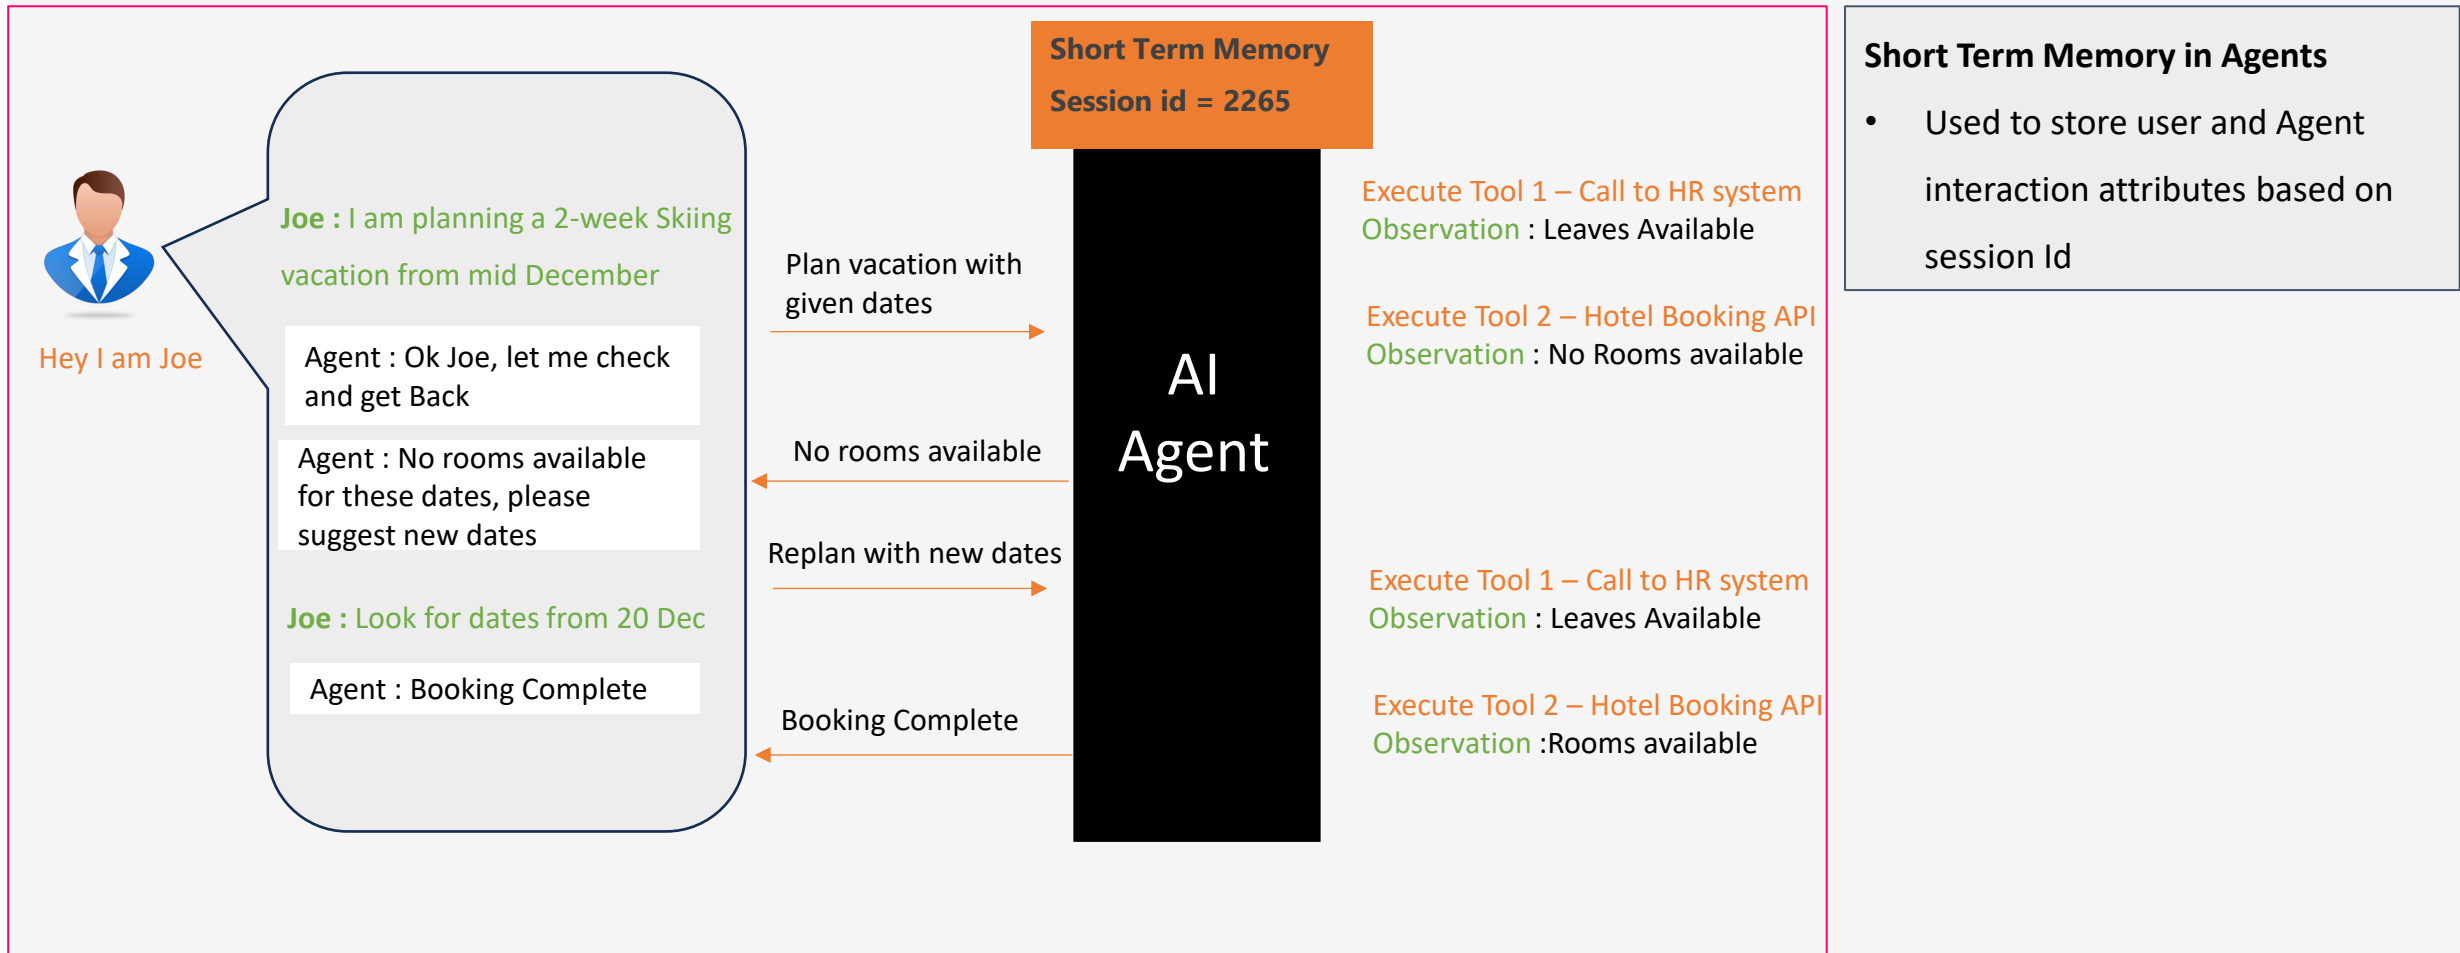 Hey I am Joe
Joe : I am planning a 2-week Skiing
vacation from mid December
Agent : Ok Joe, let me check
and get Back
Agent : No rooms available
for these dates, please
suggest new dates
Joe : Look for dates from 20 Dec
Agent : Booking Complete
Plan vacation with
given dates
No rooms available
Replan with new dates
Booking Complete
Short Term Memory
Session id = 2265
AI
Agent
Execute Tool 1 – Call to HR system
Observation : Leaves Available
Execute Tool 2 – Hotel Booking API
Observation : No Rooms available
Execute Tool 1 – Call to HR system
Observation : Leaves Available
Execute Tool 2 – Hotel Booking API
Observation :Rooms available
Short Term Memory in Agents
• Used to store user and Agent
interaction attributes based on
session Id